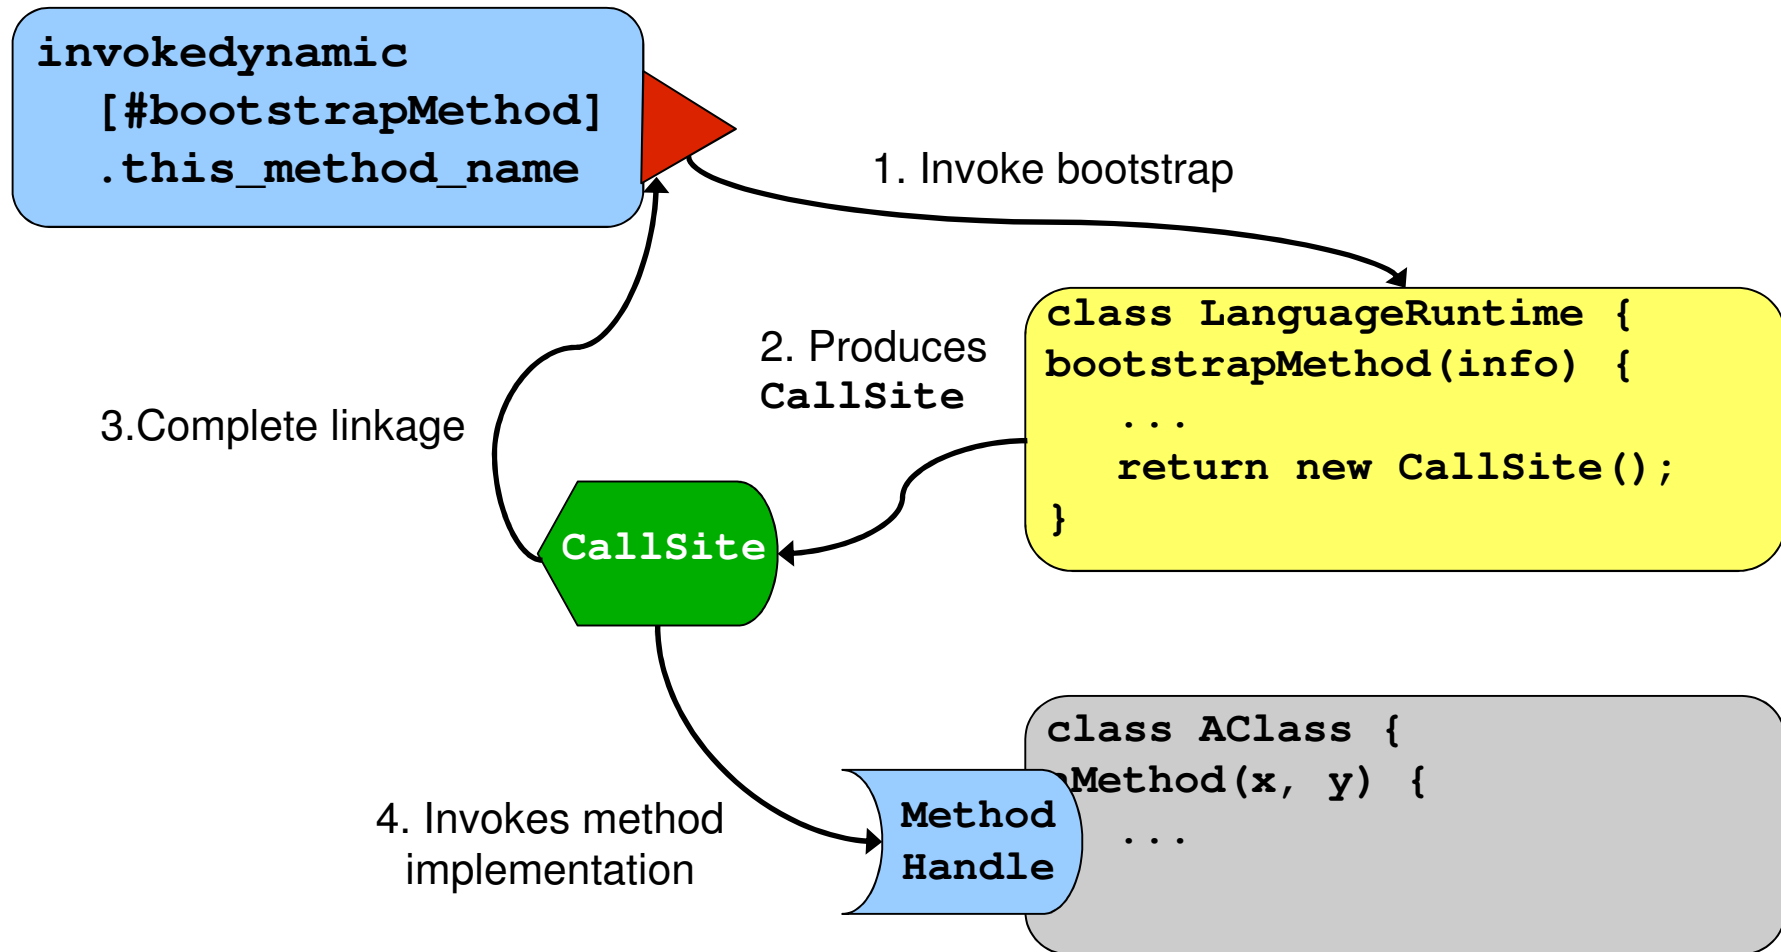 invokedynamic
[#bootstrapMethod]
.this_method_name
1. Invoke bootstrap
class LanguageRuntime {
bootstrapMethod(info) {
...
return new CallSite();
}
2. Produces
CallSite
3.Complete linkage
CallSite
4. Invokes method
implementation
Method
Handle
class AClass {
Method(x, y) {
...